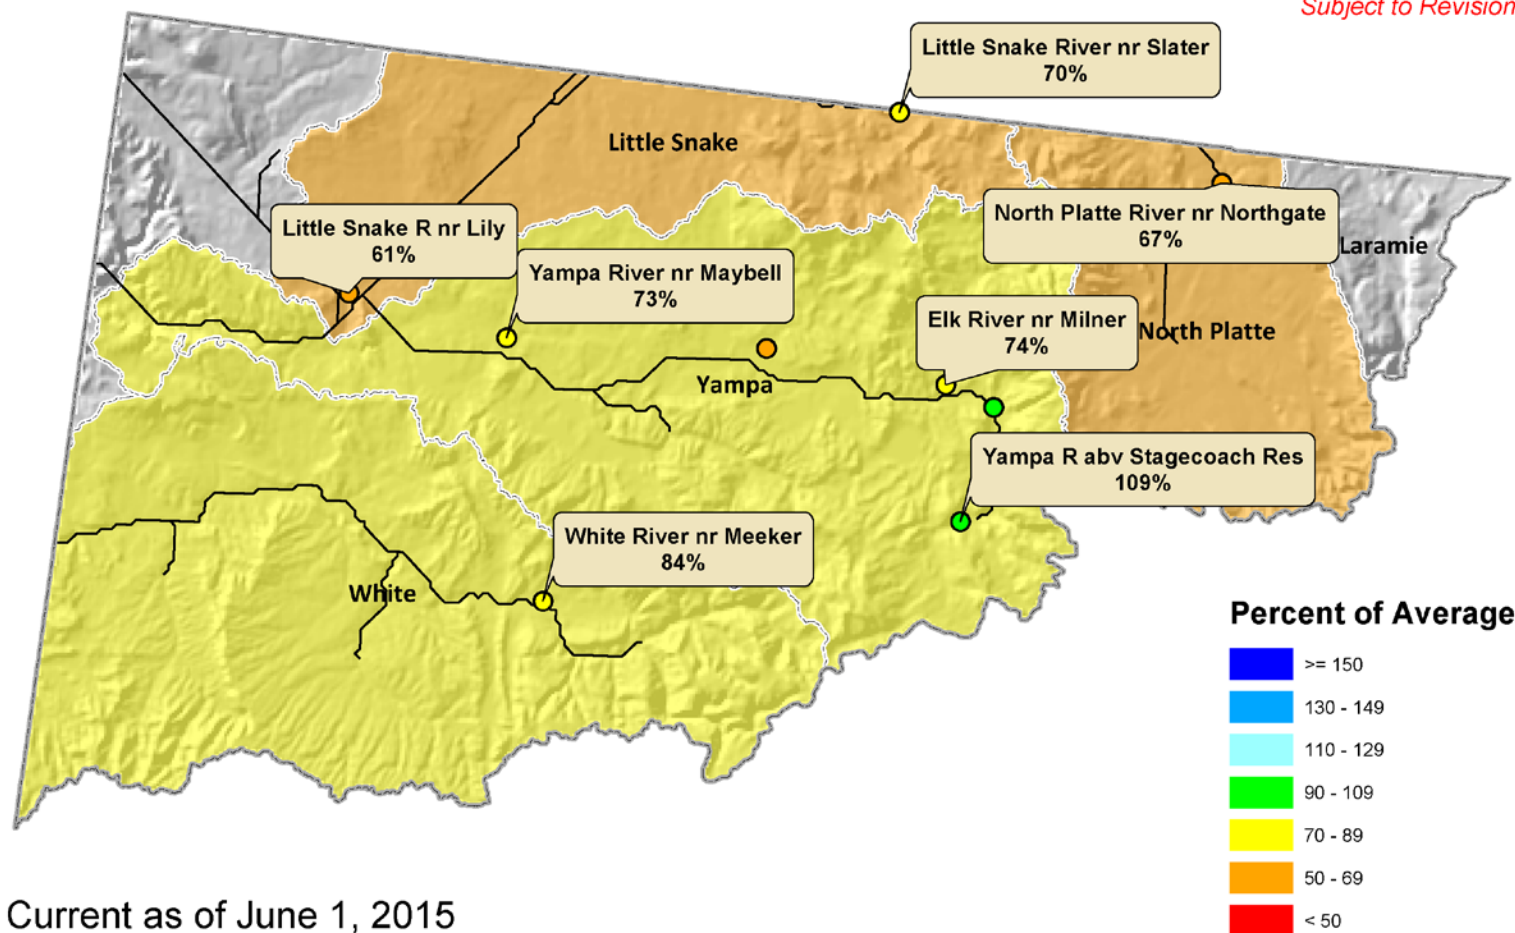 Subject to Revision
Little Snake River nr Slater
70%
Little Snake
North Platte River nr Northgate
67%
Laramie
Little Snake R nr Lily
61%
Yampa River nr Maybell
73%
Elk River nr Milner
74%
North Platte
Yampa
Yampa R abv Stagecoach Res
109%
White River nr Meeker
84%
White
Percent of Average
>= 150
130 - 149
110 - 129
90 - 109
70 - 89
50 - 69
< 50
Current as of June 1, 2015